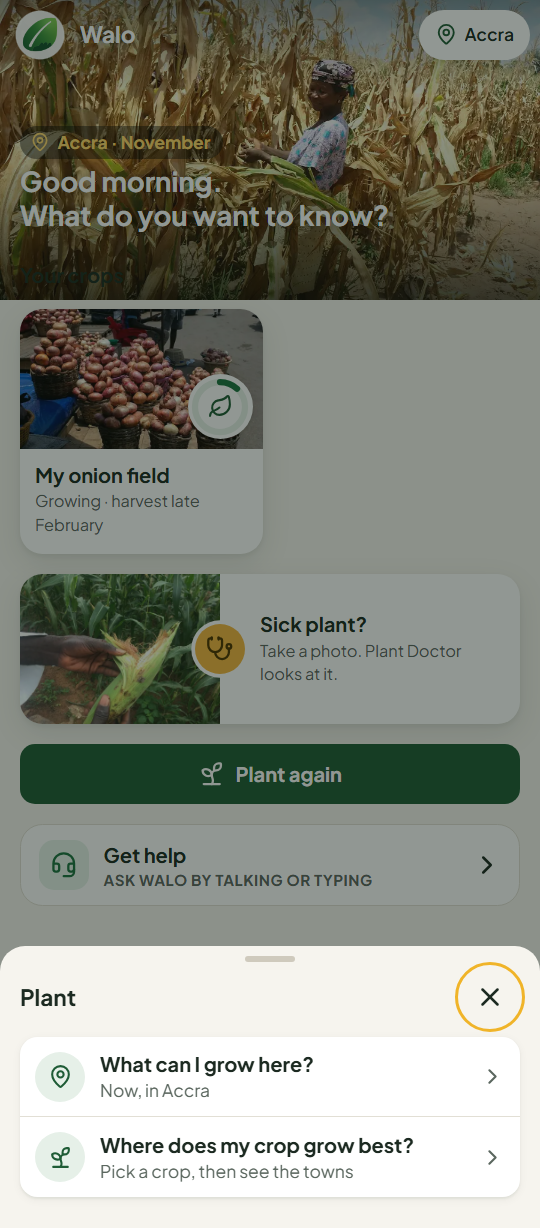 Walo
Accra
Accra · November
Good morning.
What do you want to know?
Your crops
My onion field
Growing · harvest late
February
Sick plant?
Take a photo. Plant Doctor
looks at it.
Plant again
Get help
ASK WALO BY TALKING OR TYPING
Plant
What can I grow here?
Now, in Accra
Where does my crop grow best?
Pick a crop, then see the towns